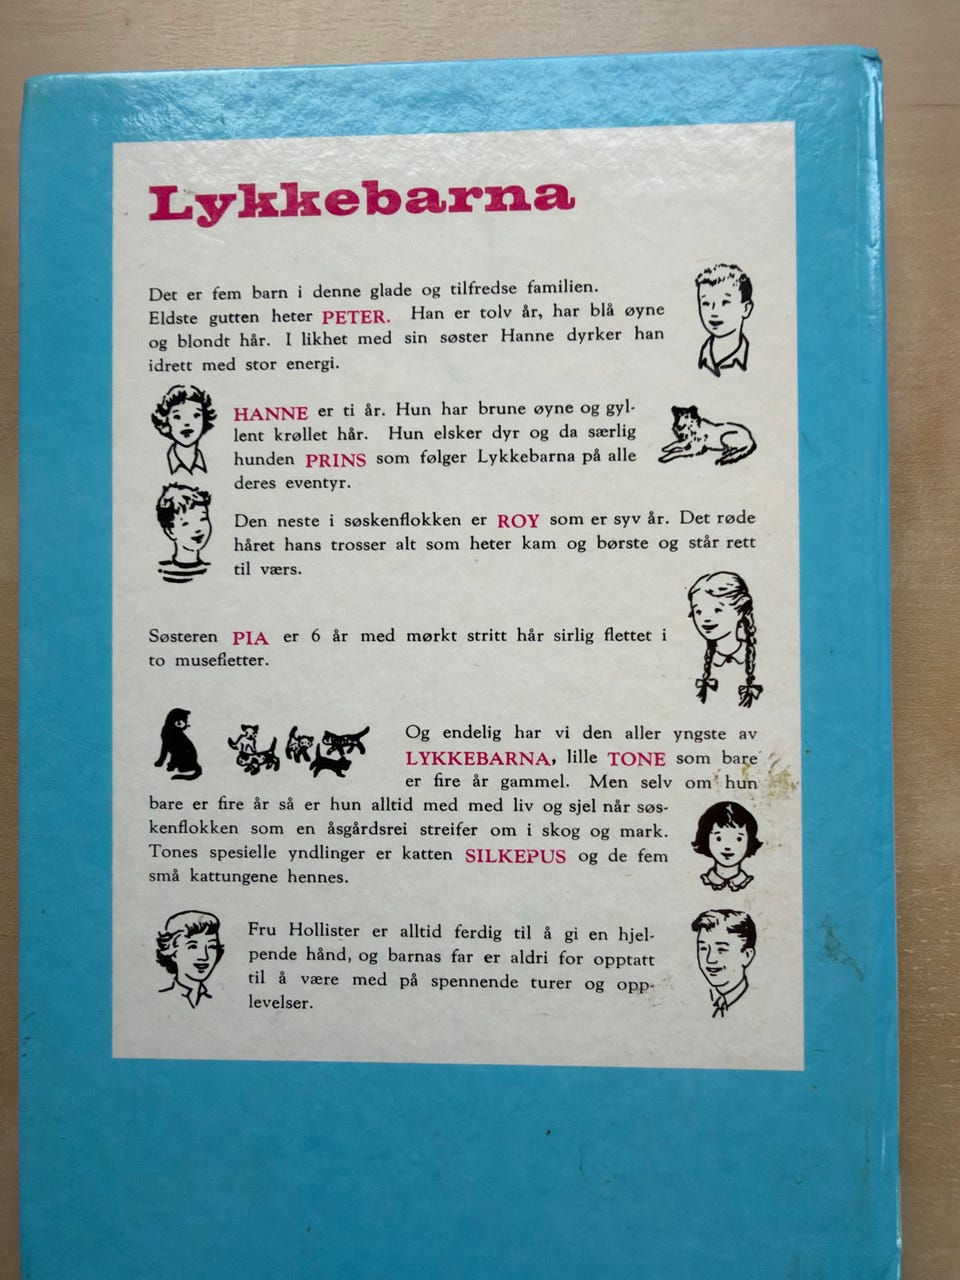 Lykkebarna
Det er fem barn i denne glade og tilfredse familien.
Eldste gutten heter PETER. Han er tolv år, har blå øyne
og blondt hår. I likhet med sin søster Hanne dyrker han
idrett med stor energi.
HANNE er ti år. Hun har brune øyne og gyl-
lent krøllet hår. Hun elsker dyr og da særlig
hunden PRINS som følger Lykkebarna på alle
deres eventyr.
Den neste i søskenflokken er ROY som er syv år. Det røde
håret hans trosser alt som heter kam og børste og står rett
til værs.
Søsteren PIA er 6 år med mørkt stritt hår sirlig flettet i
to musefletter.
Og endelig har vi den aller yngste av
LYKKEBARNA, lille TONE som bare
er fire år gammel. Men selv om hun
bare er fire år så er hun alltid med med liv og sjel når søs-
kenflokken som en åsgårdsrei streifer om i skog og mark.
Tones spesielle yndlinger er katten SILKEPUS og de fem
små kattungene hennes.
Fru Hollister er alltid ferdig til å gi en hjel-
pende hånd, og barnas far er aldri for opptatt
til å være med på spennende turer og opp-
levelser.